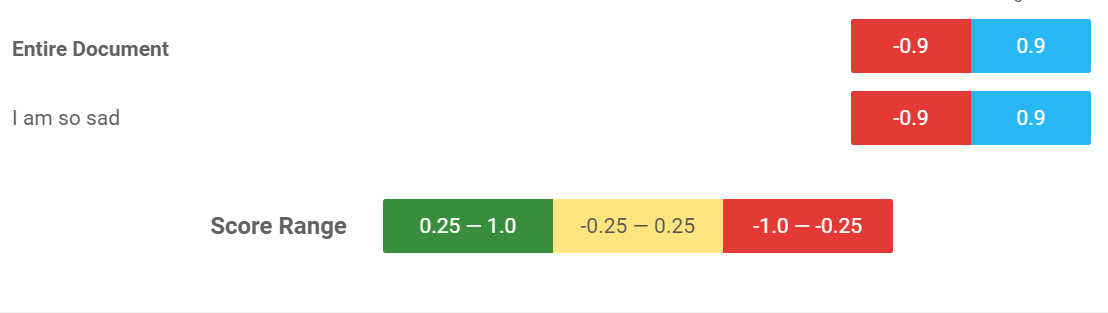 Entire Document -0.9 0.9
I am so sad -0.9 0.9
Score Range 0.25 — 1.0 -0.25 — 0.25 -1.0 — -0.25